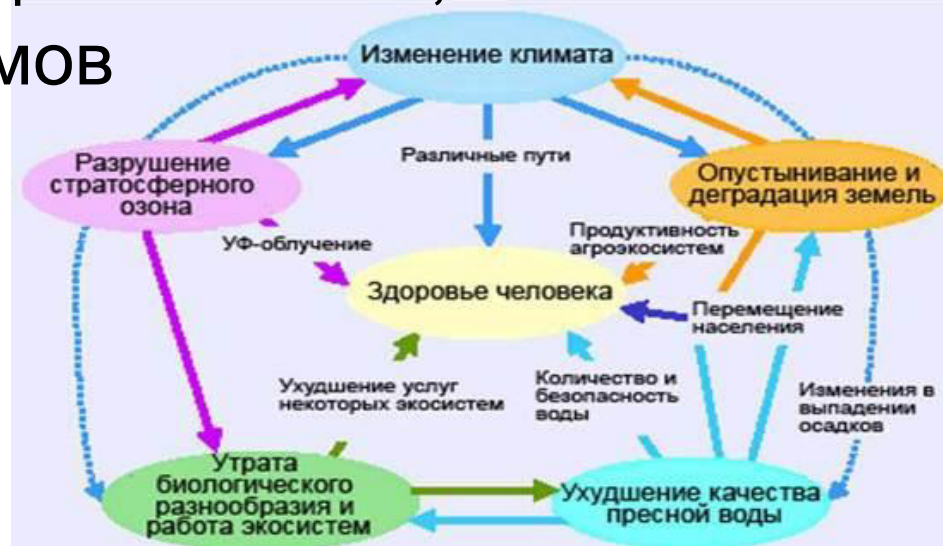 мов
Изменение климата
Разрушение
стратосферного
озона
Различные пути
Опустынивание и
деградация земель
УФ-облучение
Продуктивность
агроэкосистем
Здоровье человека
Перемещение
населения
Ухудшение услуг
некоторых экосистем
Количество и
безопасность
воды
Изменения в
выпадении
осадков
Утрата
биологического
разнообразия и
работа экосистем
Ухудшение качества
пресной воды